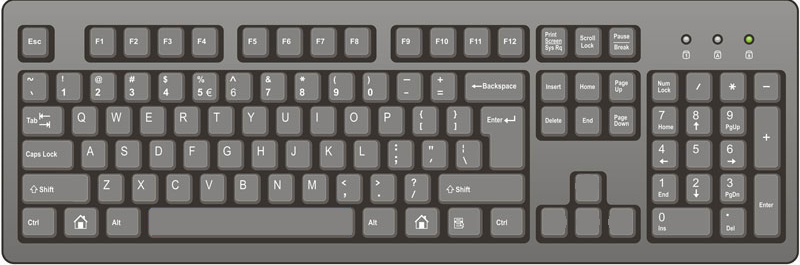 Esc F1 F2 F3 F4 F5 F6 F7 F8 F9 F10 F11 F12 Print Screen Sys Rq Scroll Lock Pause Break
1 A
~ ` ! 1 @ 2 # 3 $ 4 % 5 € ^ 6 & 7 * 8 ( 9 ) 0 – - + = ←Backspace Insert Home Page Up Num Lock / * –
Tab Q W E R T Y U I O P { [ } ] Enter Delete End Page Down 7 Home 8 ↑ 9 PgUp +
Caps Lock A S D F G H J K L : ; " , | \ 4 ← 5 6 →
⇧Shift Z X C V B N M < , > . ? / ⇧Shift 1 End 2 ↓ 3 PgDn Enter
Ctrl Alt Alt Ctrl 0 Ins . Del